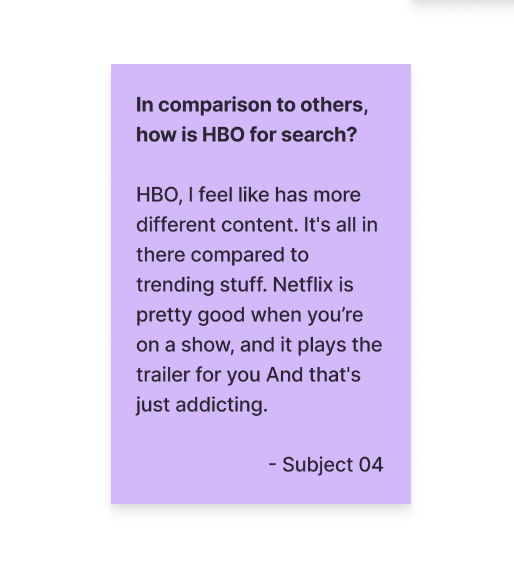 In comparison to others,
how is HBO for search?
HBO, I feel like has more
different content. It's all in
there compared to
trending stuff. Netflix is
pretty good when you’re
on a show, and it plays the
trailer for you And that's
just addicting.
- Subject 04